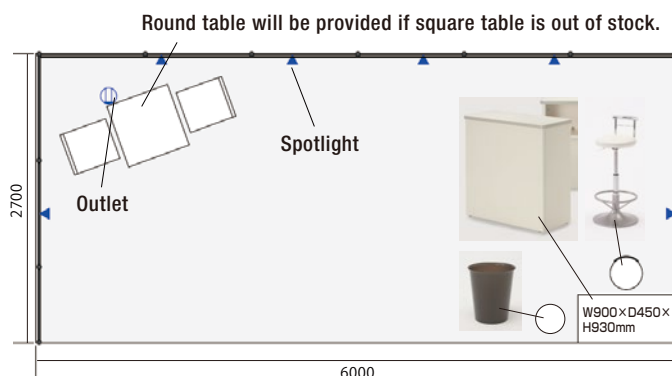 Round table will be provided if square table is out of stock.
Spotlight
Outlet
2700
W900×D450×
H930mm
6000